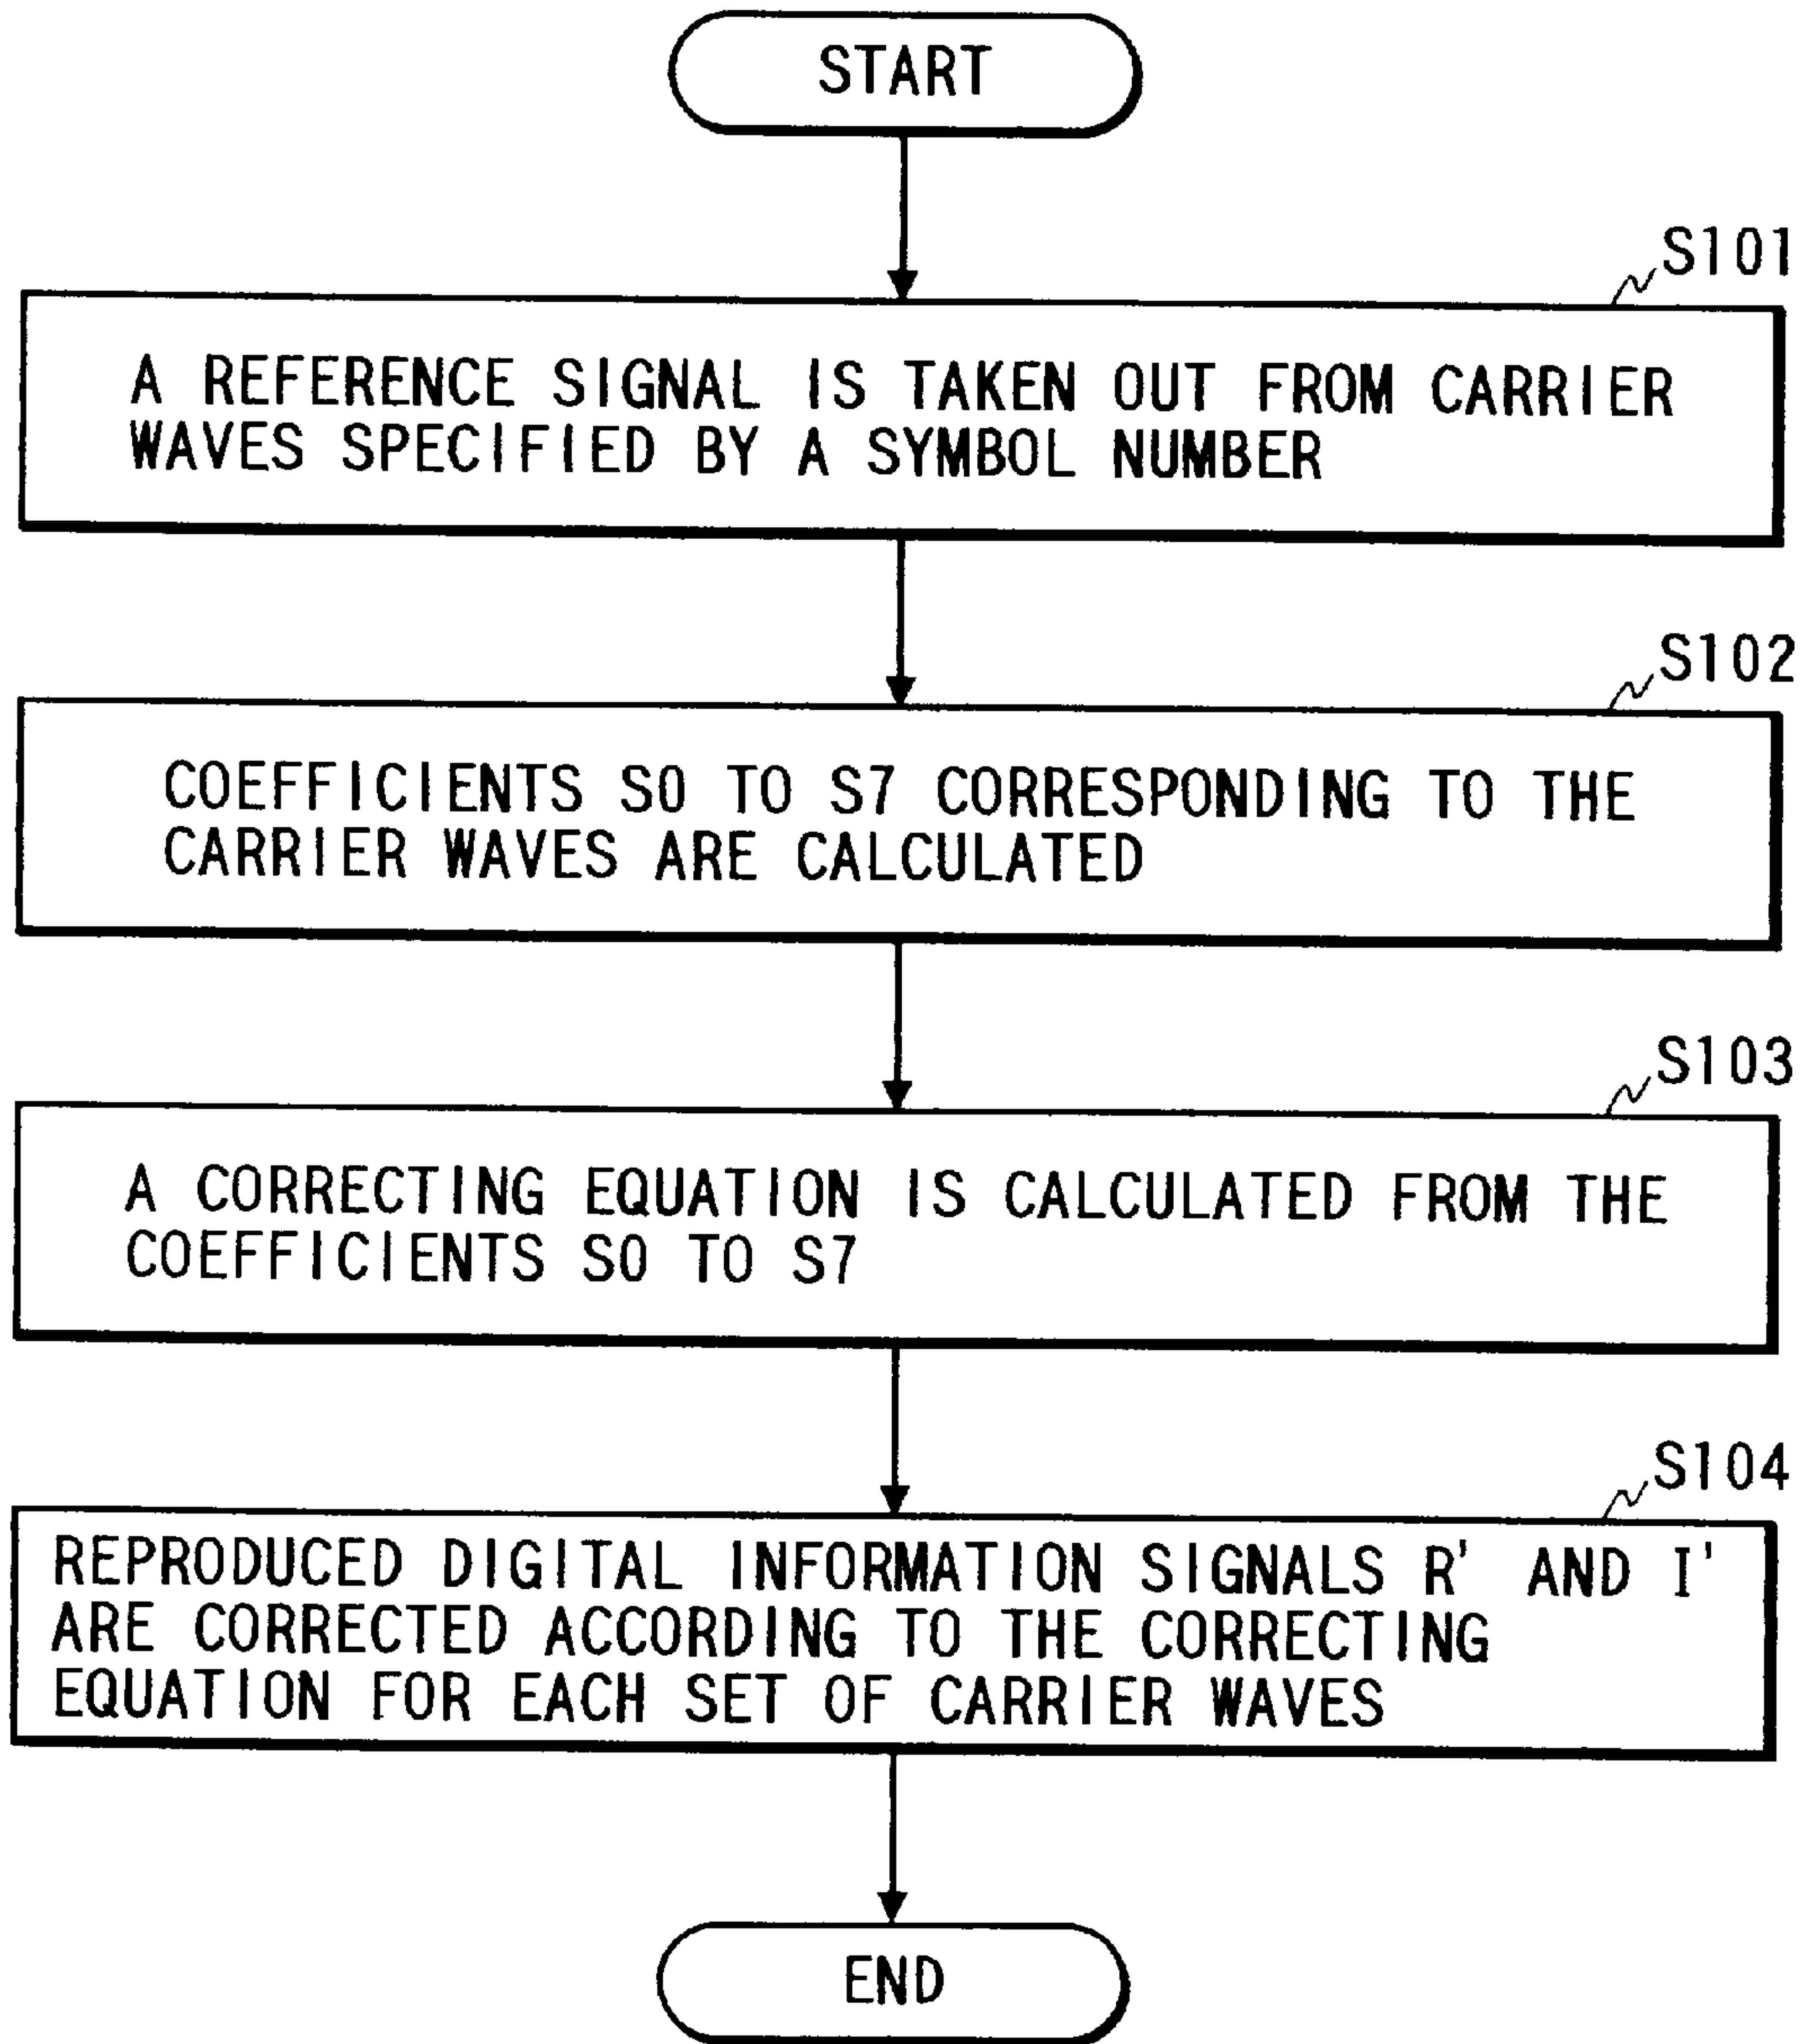 START
S101
A REFERENCE SIGNAL IS TAKEN OUT FROM CARRIER
WAVES SPECIFIED BY A SYMBOL NUMBER
S102
COEFFICIENTS S0 TO S7 CORRESPONDING TO THE
CARRIER WAVES ARE CALCULATED
S103
A CORRECTING EQUATION IS CALCULATED FROM THE
COEFFICIENTS S0 TO S7
S104
REPRODUCED DIGITAL INFORMATION SIGNALS R' AND I'
ARE CORRECTED ACCORDING TO THE CORRECTING
EQUATION FOR EACH SET OF CARRIER WAVES
END